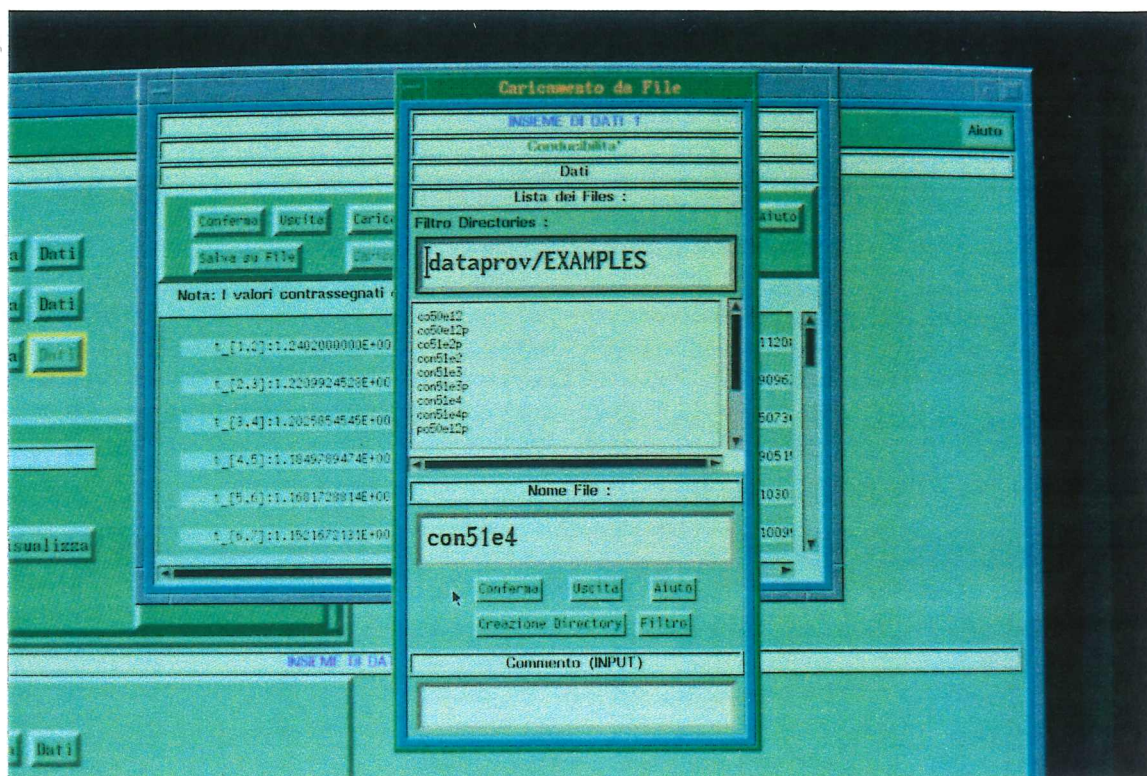 Caricamento da File
INSIEME DI DATI 1
Conducibilita'
Dati
Lista dei Files :
Filtro Directories :
dataprov/EXAMPLES
co50e12
co50e12p
co51e2p
con51e2
con51e3
con51e3p
con51e4
con51e4p
po50e12p
Nome File :
con51e4
Conferma Uscita Aiuto
Creazione Directory Filtro
Commento (INPUT)
Aiuto
Conferma Uscita Aiuto
Salva su File
Nota: I valori contrassegnati
t_[1.2]:1.2402000000E+00
t_[2.3]:1.2209924528E+00
t_[3.4]:1.2025854545E+00
t_[4.5]:1.1849789474E+00
t_[5.6]:1.1681728814E+00
t_[6.7]:1.1521672131E+00
Dati
Dati
Dati
INSIEME DI DA
Dati